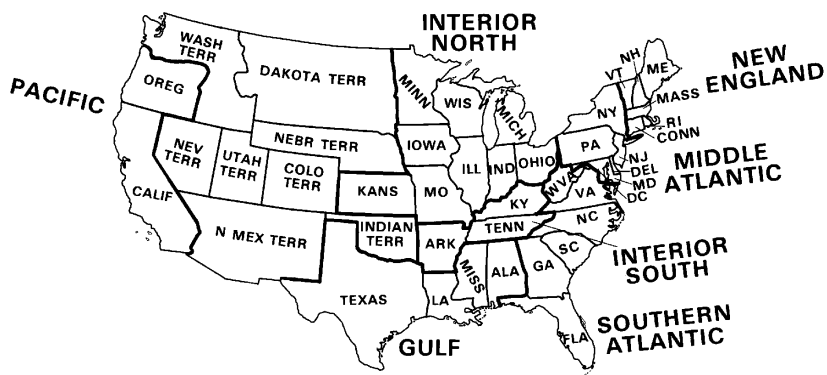 INTERIOR
NORTH
NEW
ENGLAND
PACIFIC
MIDDLE
ATLANTIC
INTERIOR
SOUTH
SOUTHERN
ATLANTIC
GULF
WASH
TERR
OREG
DAKOTA TERR
MINN
WIS
MICH
NH
VT
ME
MASS
RI
CONN
NY
PA
NJ
DEL
MD
DC
NEV
TERR
UTAH
TERR
NEBR TERR
COLO
TERR
IOWA
ILL
IND
OHIO
WVA
VA
CALIF
KANS
MO
KY
NC
N MEX TERR
INDIAN
TERR
ARK
TENN
SC
TEXAS
LA
MISS
ALA
GA
FLA